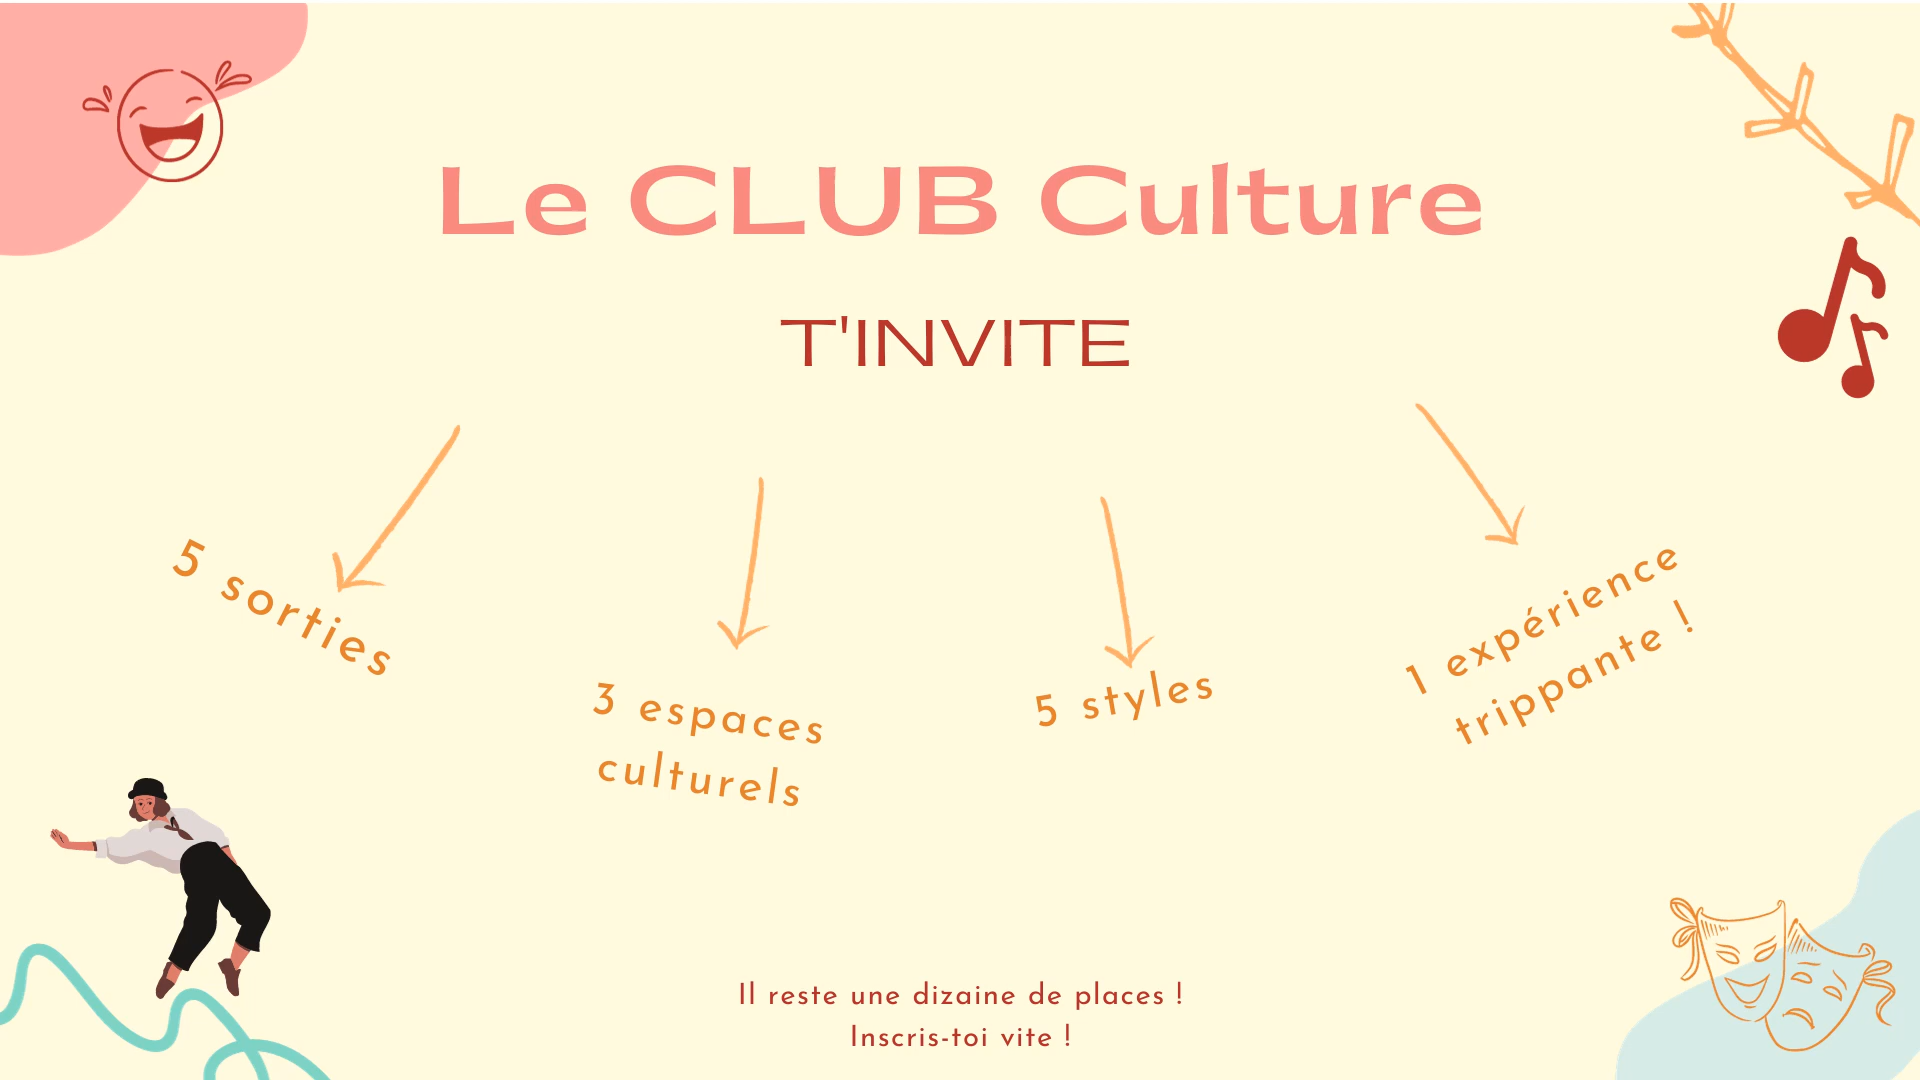 Le CLUB Culture
T'INVITE
5 sorties
3 espaces
culturels
5 styles
1 expérience
trippante !
Il reste une dizaine de places !
Inscris-toi vite !